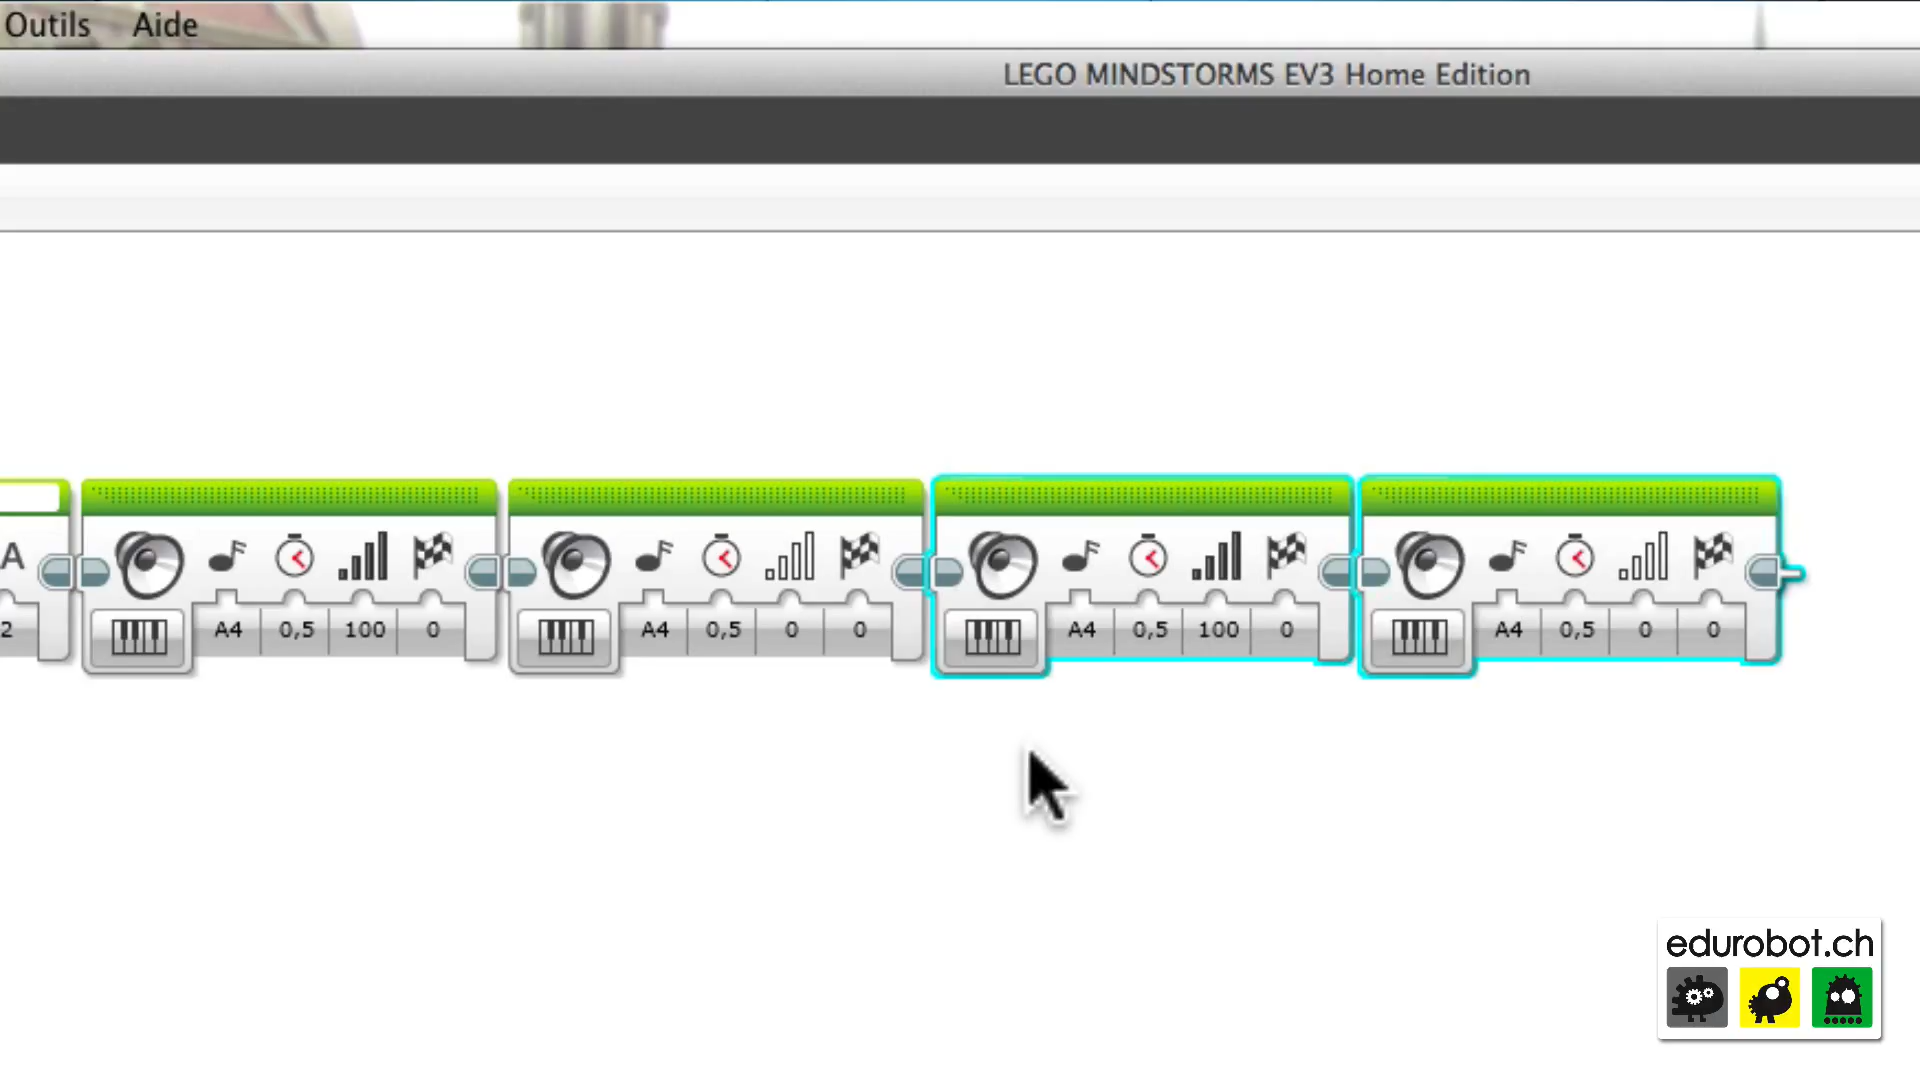 Outils Aide
LEGO MINDSTORMS EV3 Home Edition
A
2
A4 0,5 100 0
A4 0,5 0 0
A4 0,5 100 0
A4 0,5 0 0
edurobot.ch